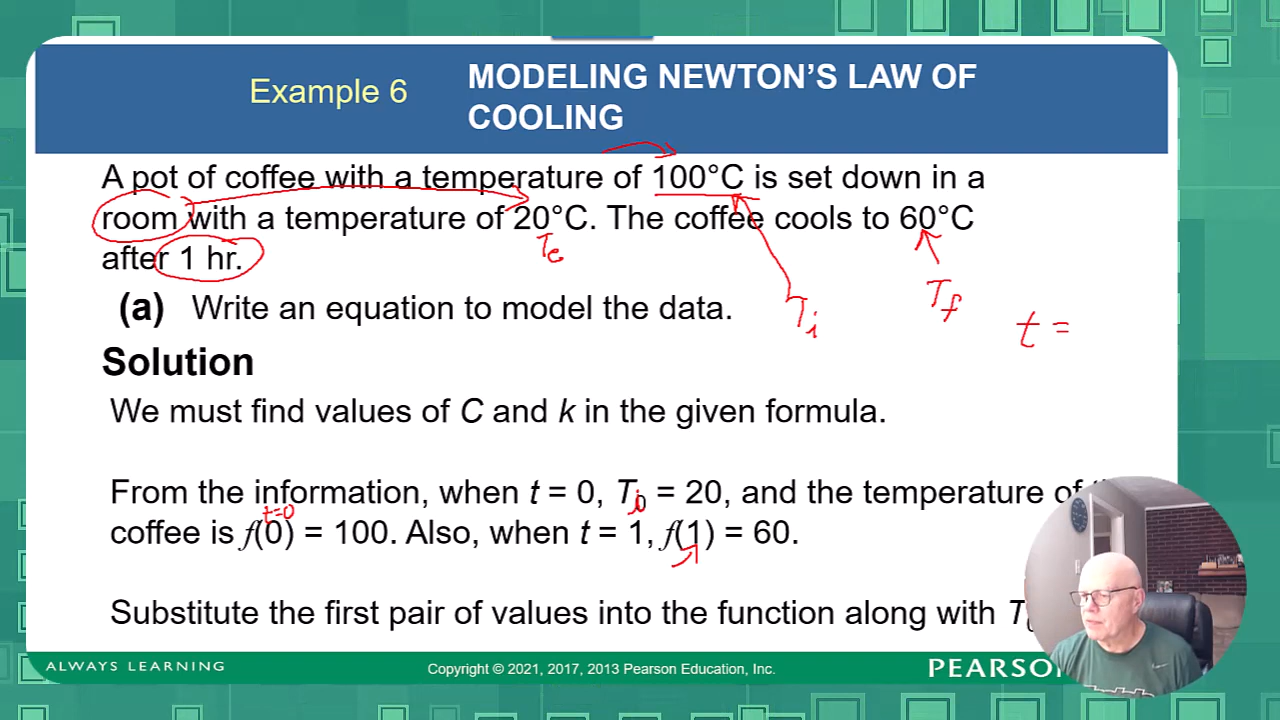 Example 6
MODELING NEWTON'S LAW OF
COOLING
A pot of coffee with a temperature of 100°C is set down in a
room with a temperature of 20°C. The coffee cools to 60°C
Te
after 1 hr.
Tf
(a) Write an equation to model the data.
Ti
t =
Solution
We must find values of C and k in the given formula.
From the information, when t = 0, T0 = 20, and the temperature of
i
t=0
coffee is f(0) = 100. Also, when t = 1, f(1) = 60.
Substitute the first pair of values into the function along with
ALWAYS LEARNING
Copyright © 2021, 2017, 2013 Pearson Education, Inc.
PEARSON